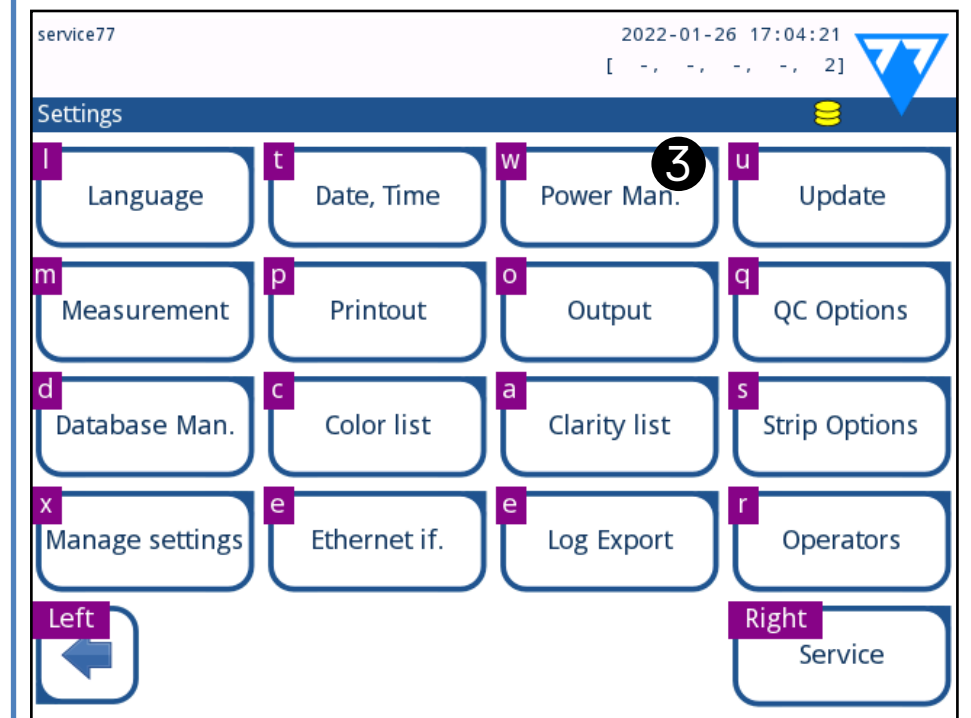 service77
2022-01-26 17:04:21
[ -, -, -, -, 2]
77
Settings
l
Language
t
Date, Time
w
Power Man.
3
u
Update
m
Measurement
p
Printout
o
Output
q
QC Options
d
Database Man.
c
Color list
a
Clarity list
s
Strip Options
x
Manage settings
e
Ethernet if.
e
Log Export
r
Operators
Left
Right
Service